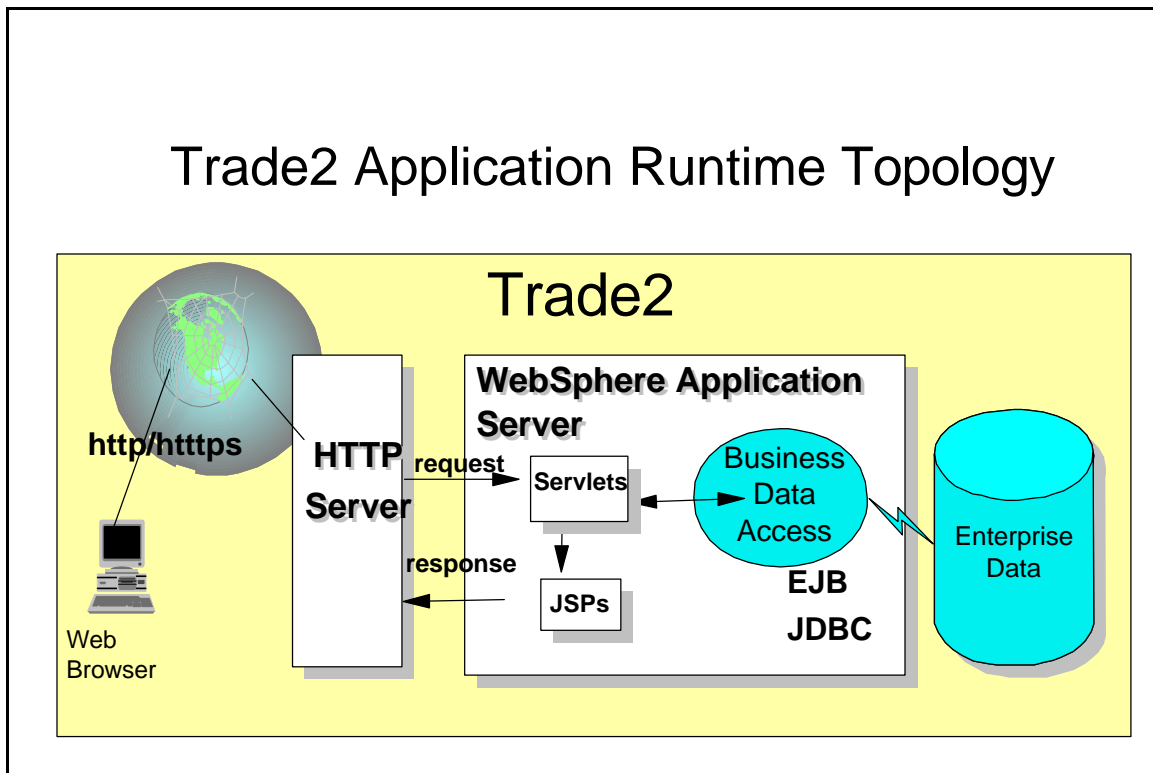 Trade2 Application Runtime Topology
Trade2
WebSphere Application
Server
http/htttps
HTTP
Server
request
response
Servlets
JSPs
Business
Data
Access
EJB
JDBC
Enterprise
Data
Web
Browser